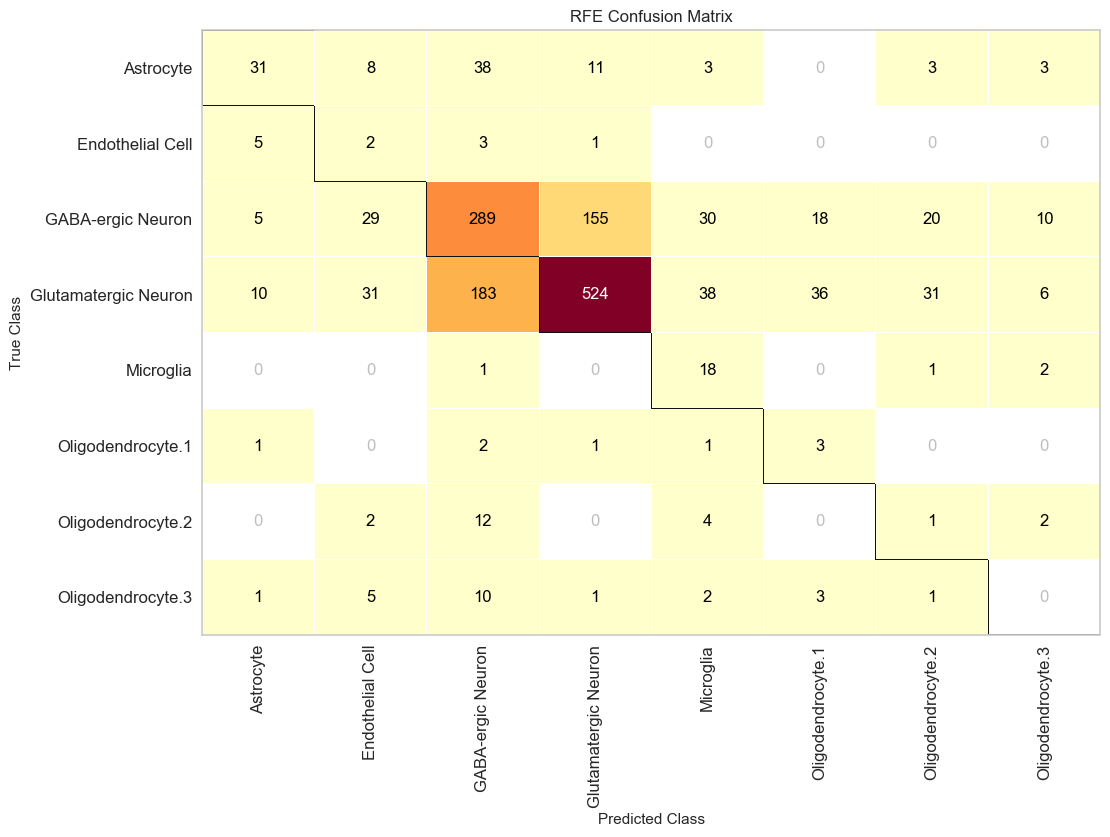 RFE Confusion Matrix
True Class
Astrocyte 31 8 38 11 3 0 3 3
Endothelial Cell 5 2 3 1 0 0 0 0
GABA-ergic Neuron 5 29 289 155 30 18 20 10
Glutamatergic Neuron 10 31 183 524 38 36 31 6
Microglia 0 0 1 0 18 0 1 2
Oligodendrocyte.1 1 0 2 1 1 3 0 0
Oligodendrocyte.2 0 2 12 0 4 0 1 2
Oligodendrocyte.3 1 5 10 1 2 3 1 0
Astrocyte
Endothelial Cell
GABA-ergic Neuron
Glutamatergic Neuron
Microglia
Oligodendrocyte.1
Oligodendrocyte.2
Oligodendrocyte.3
Predicted Class